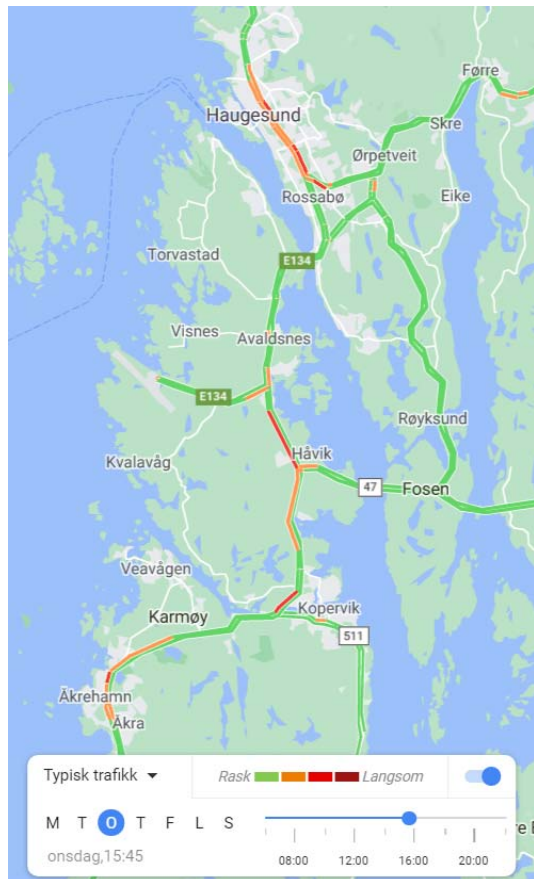 Førre
Haugesund
Skre
Ørpetveit
Rossabø
Eike
Torvastad
E134
Visnes
Avaldsnes
E134
Røyksund
Håvik
Kvalavåg
47
Fosen
Veavågen
Karmøy
Kopervik
511
Åkrehamn
Åkra
Typisk trafikk
Rask Langsom
M T O T F L S
onsdag,15:45
08:00 12:00 16:00 20:00